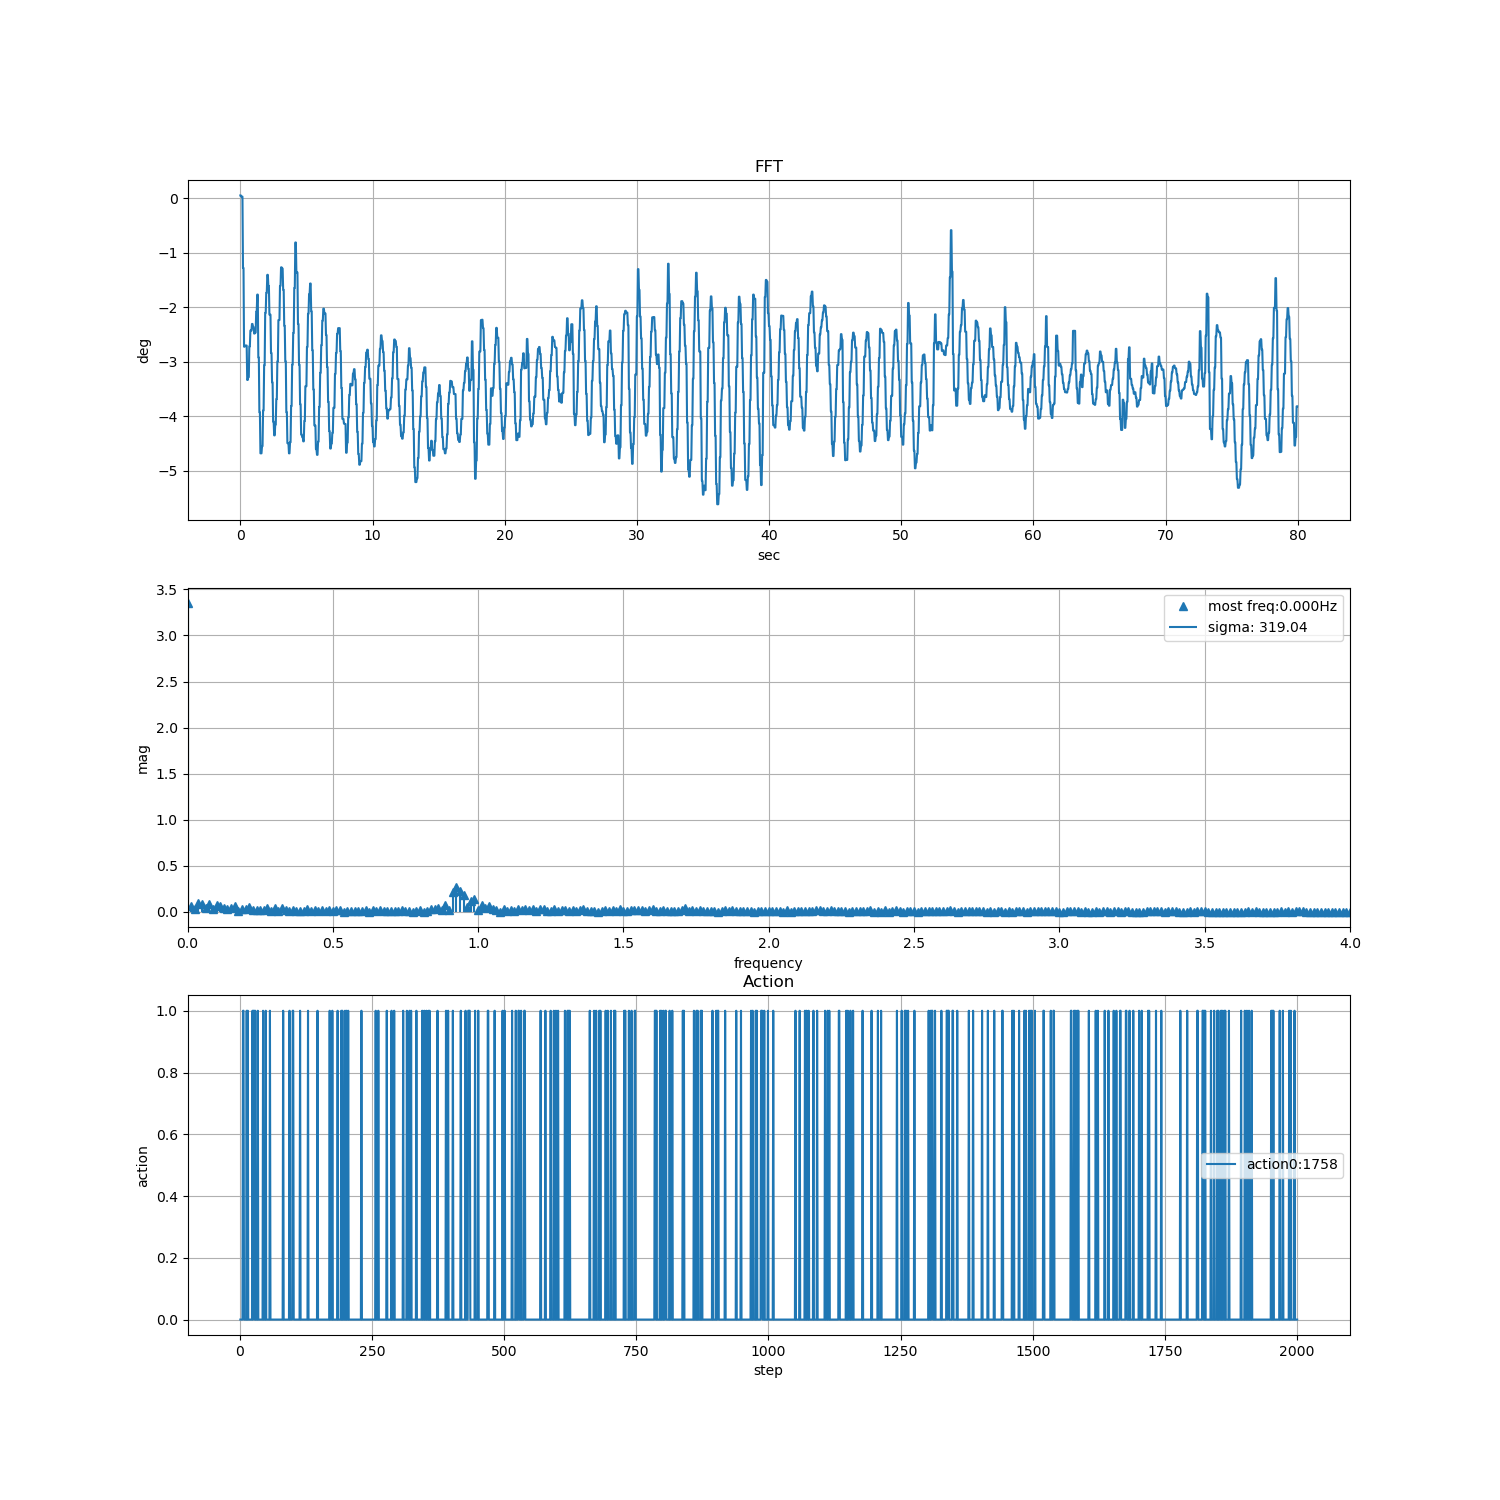 FFT
0
−1
−2
−3
−4
−5
deg
0 10 20 30 40 50 60 70 80
sec
3.5
3.0
2.5
2.0
1.5
1.0
0.5
0.0
mag
most freq:0.000Hz
sigma: 319.04
0.0 0.5 1.0 1.5 2.0 2.5 3.0 3.5 4.0
frequency
Action
1.0
0.8
0.6
0.4
0.2
0.0
action
action0:1758
0 250 500 750 1000 1250 1500 1750 2000
step